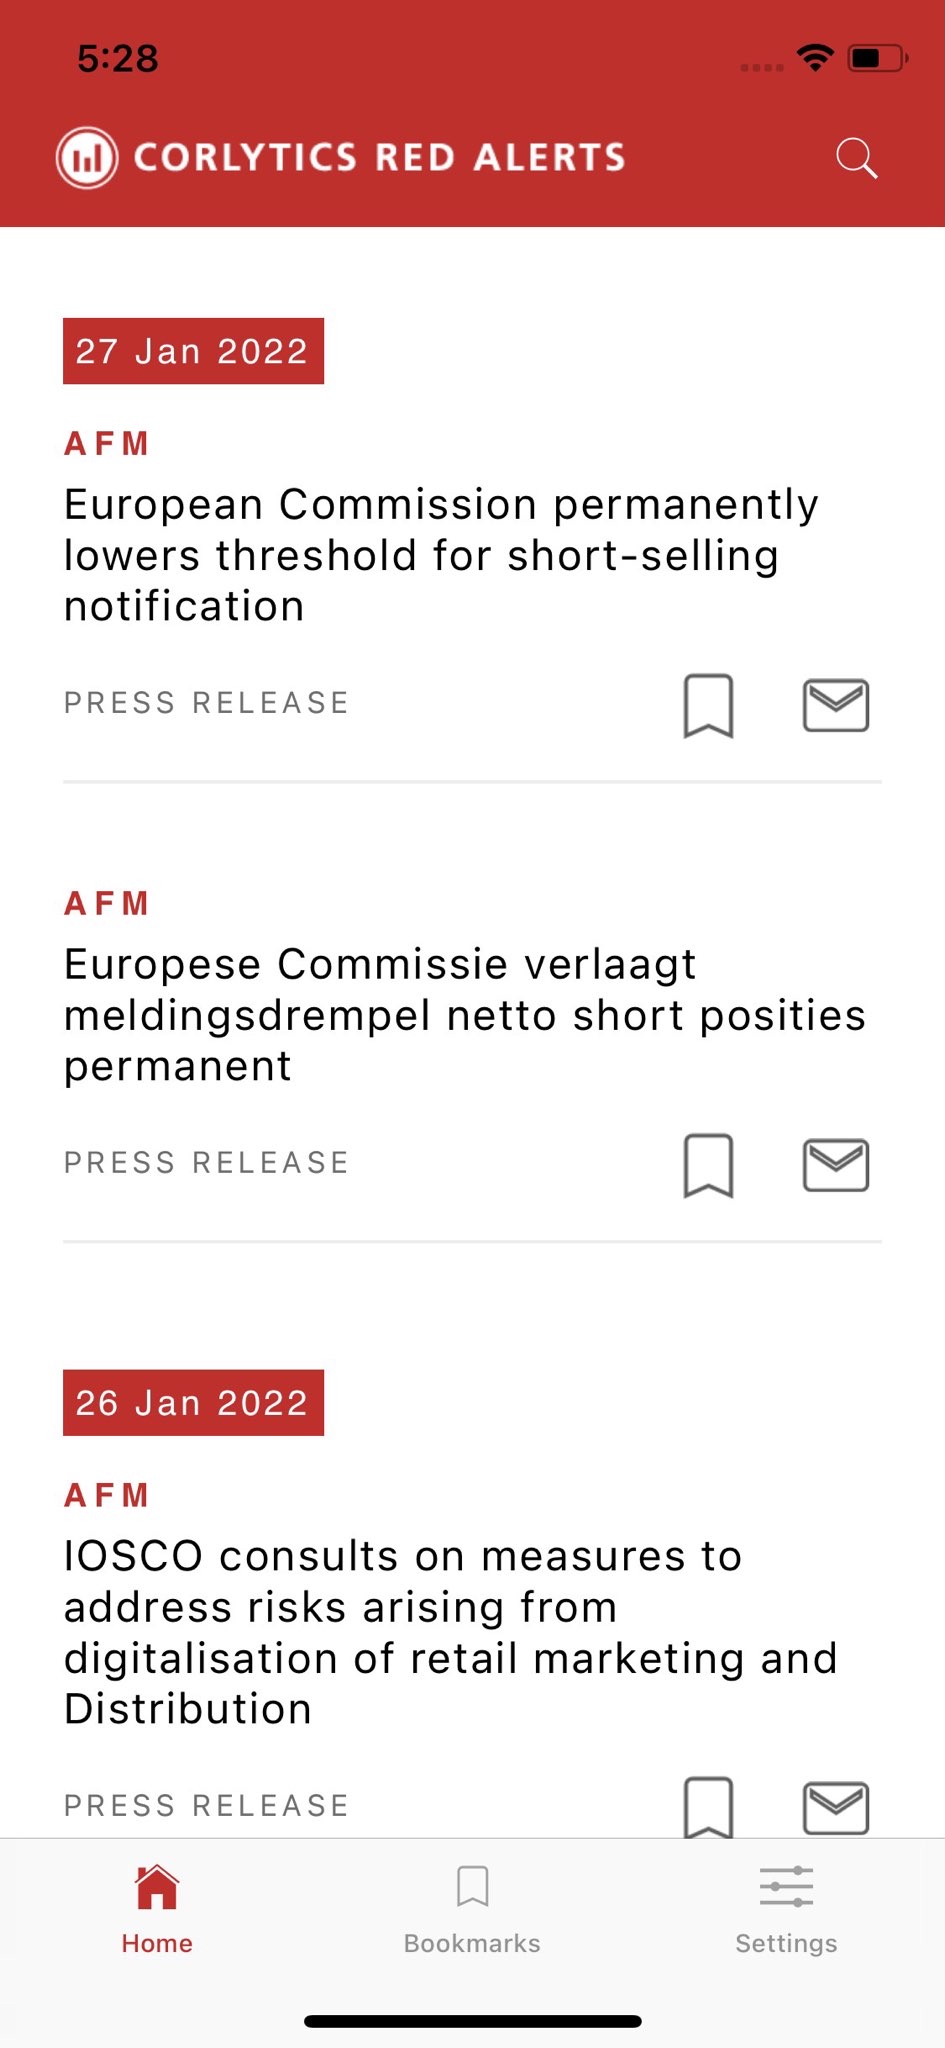 5:28
CORLYTICS RED ALERTS
27 Jan 2022
AFM
European Commission permanently
lowers threshold for short-selling
notification
PRESS RELEASE
AFM
Europese Commissie verlaagt
meldingsdrempel netto short posities
permanent
PRESS RELEASE
26 Jan 2022
AFM
IOSCO consults on measures to
address risks arising from
digitalisation of retail marketing and
Distribution
PRESS RELEASE
Home
Bookmarks
Settings